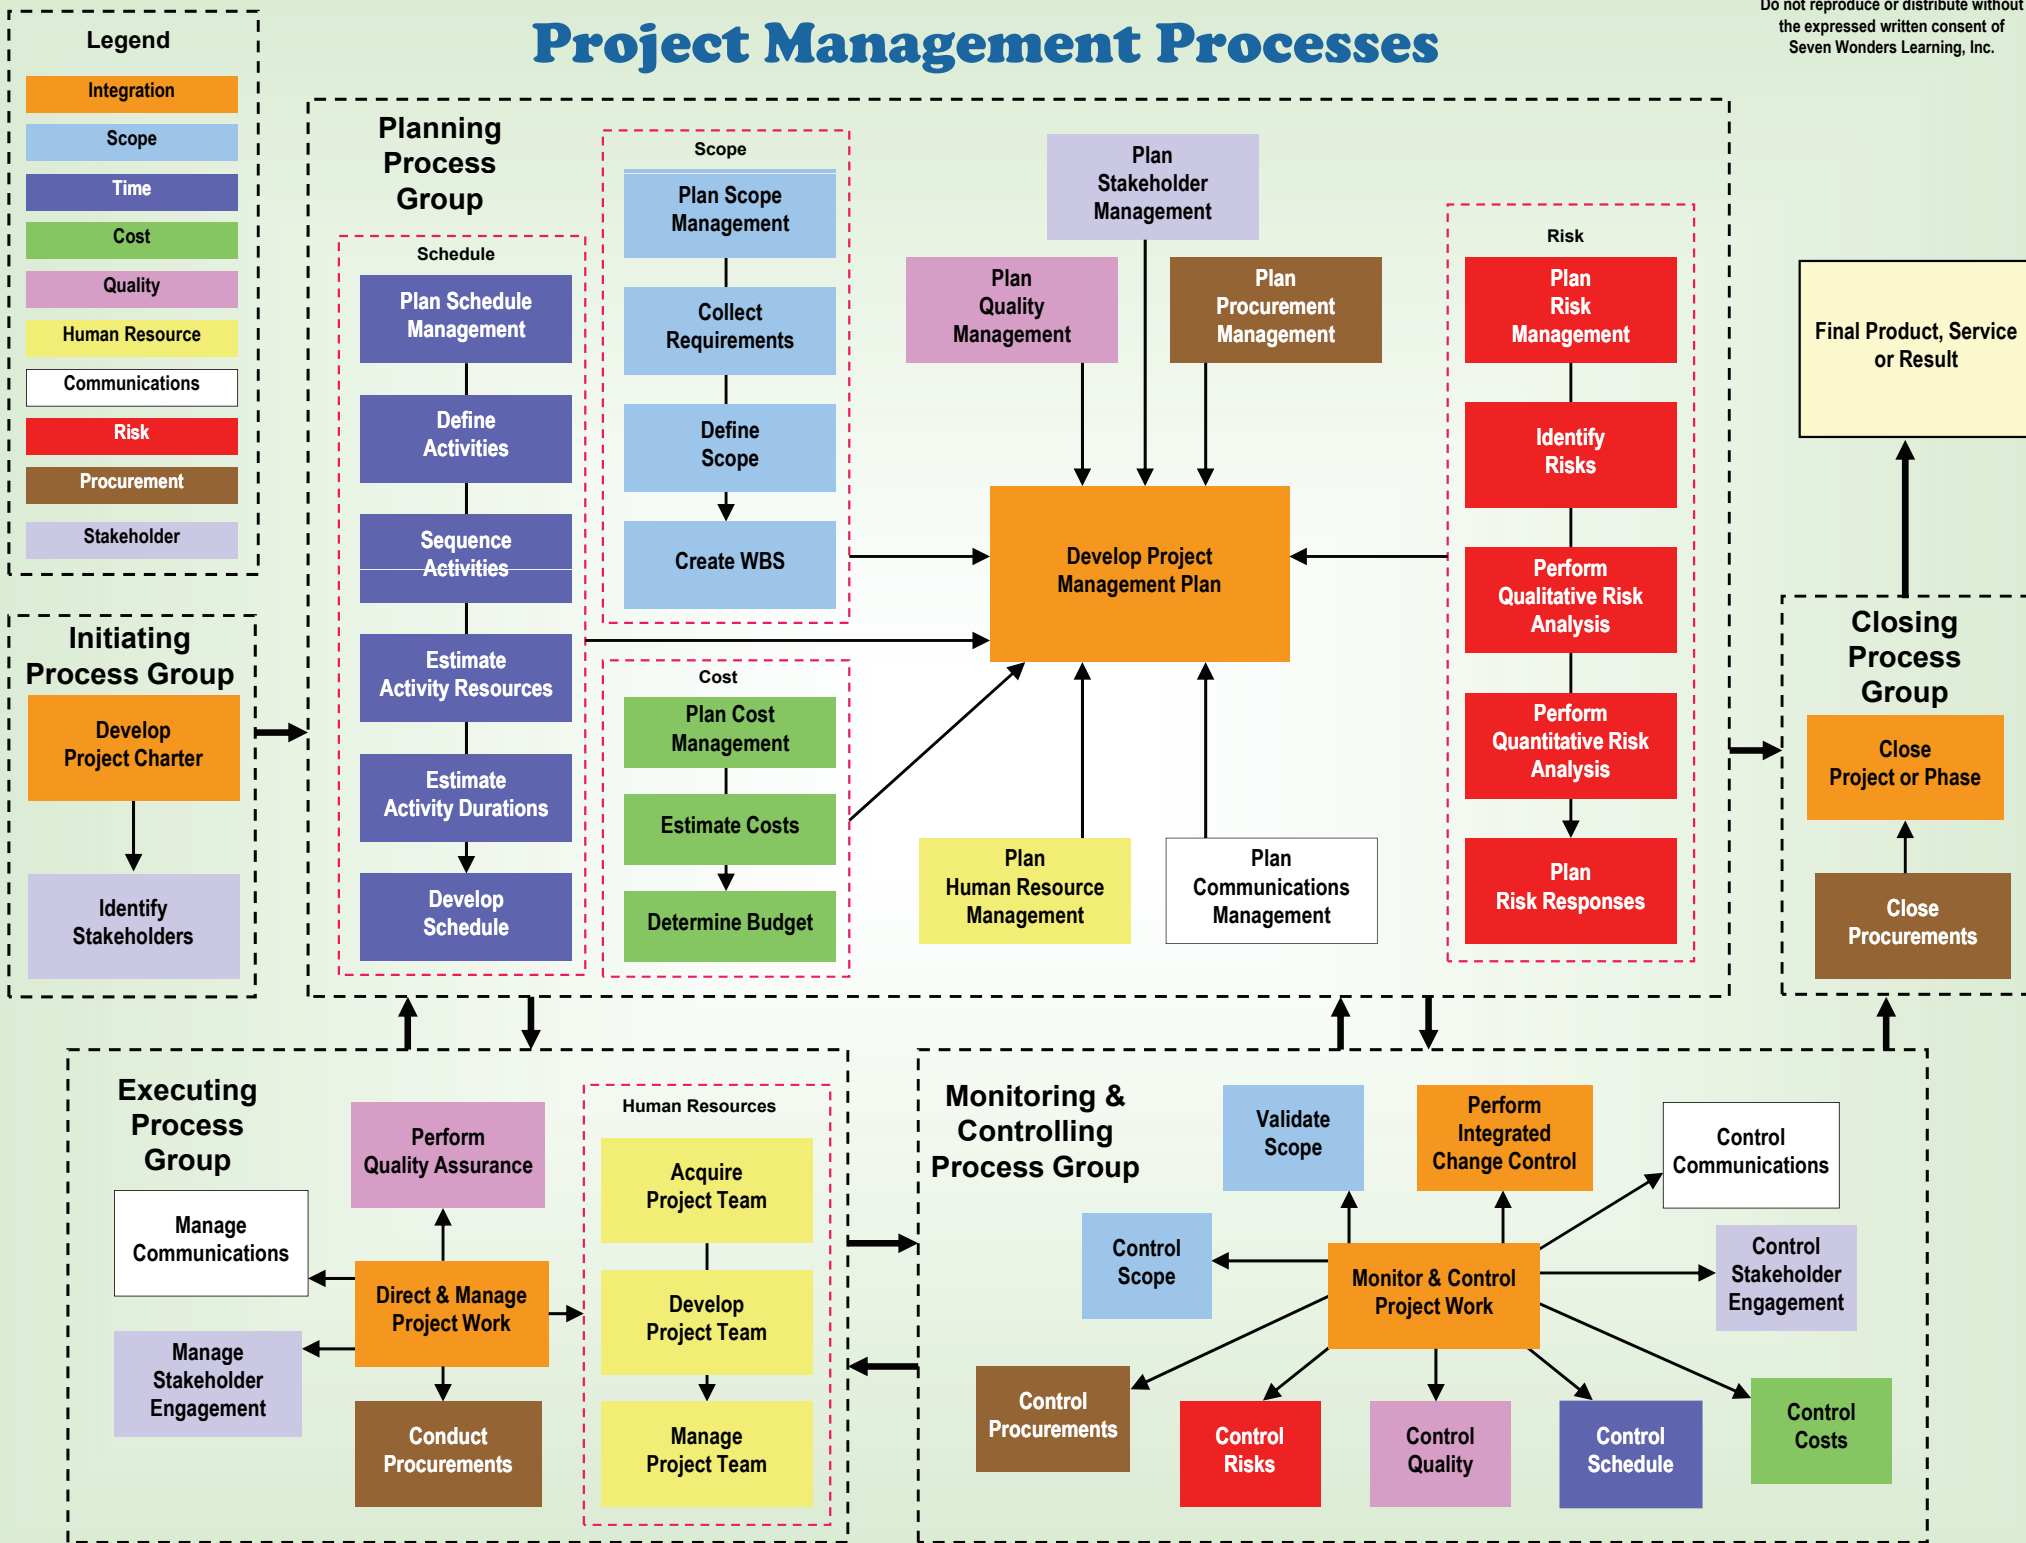 Do not reproduce or distribute without
the expressed written consent of
Seven Wonders Learning, Inc.
Project Management Processes
Legend
Integration
Scope
Time
Cost
Quality
Human Resource
Communications
Risk
Procurement
Stakeholder
Initiating
Process Group
Develop
Project Charter
Identify
Stakeholders
Planning
Process
Group
Schedule
Plan Schedule
Management
Define
Activities
Sequence
Activities
Estimate
Activity Resources
Estimate
Activity Durations
Develop
Schedule
Scope
Plan Scope
Management
Collect
Requirements
Define
Scope
Create WBS
Cost
Plan Cost
Management
Estimate Costs
Determine Budget
Plan
Stakeholder
Management
Plan
Quality
Management
Plan
Procurement
Management
Develop Project
Management Plan
Plan
Human Resource
Management
Plan
Communications
Management
Risk
Plan
Risk
Management
Identify
Risks
Perform
Qualitative Risk
Analysis
Perform
Quantitative Risk
Analysis
Plan
Risk Responses
Final Product, Service
or Result
Closing
Process
Group
Close
Project or Phase
Close
Procurements
Executing
Process
Group
Perform
Quality Assurance
Manage
Communications
Direct & Manage
Project Work
Manage
Stakeholder
Engagement
Conduct
Procurements
Human Resources
Acquire
Project Team
Develop
Project Team
Manage
Project Team
Monitoring &
Controlling
Process Group
Validate
Scope
Perform
Integrated
Change Control
Control
Communications
Control
Scope
Monitor & Control
Project Work
Control
Stakeholder
Engagement
Control
Procurements
Control
Risks
Control
Quality
Control
Schedule
Control
Costs